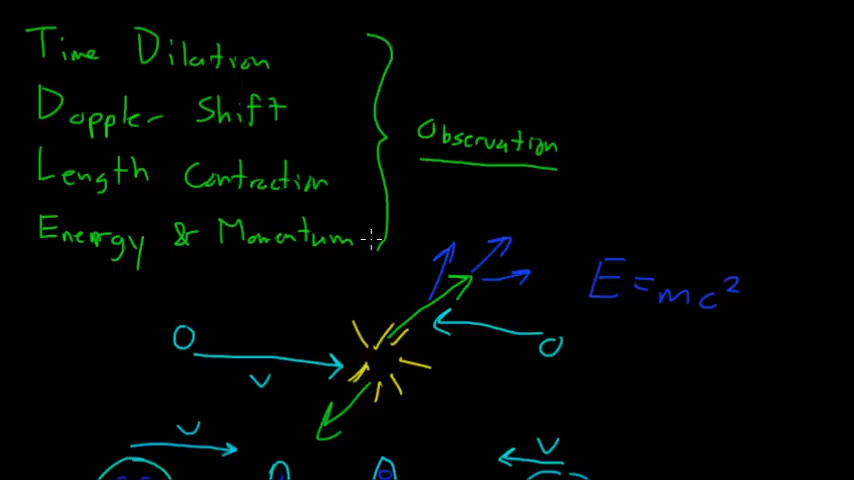 Time Dilation
Doppler Shift
Length Contraction
Energy & Momentum
Observation
E=mc²
v
v
v